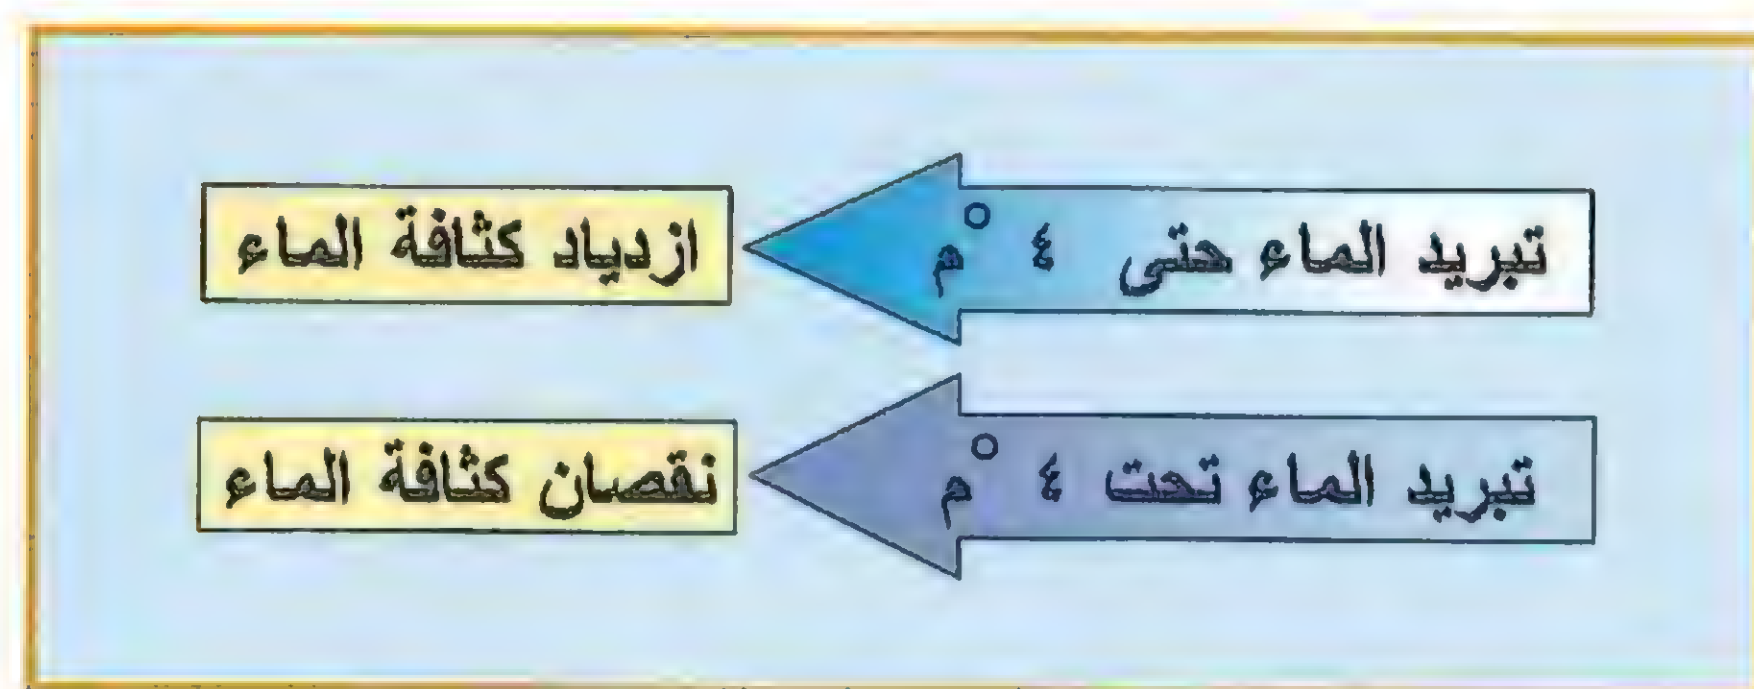 تبريد الماء حتى ٤ °م
ازدياد كثافة الماء
تبريد الماء تحت ٤ °م
نقصان كثافة الماء